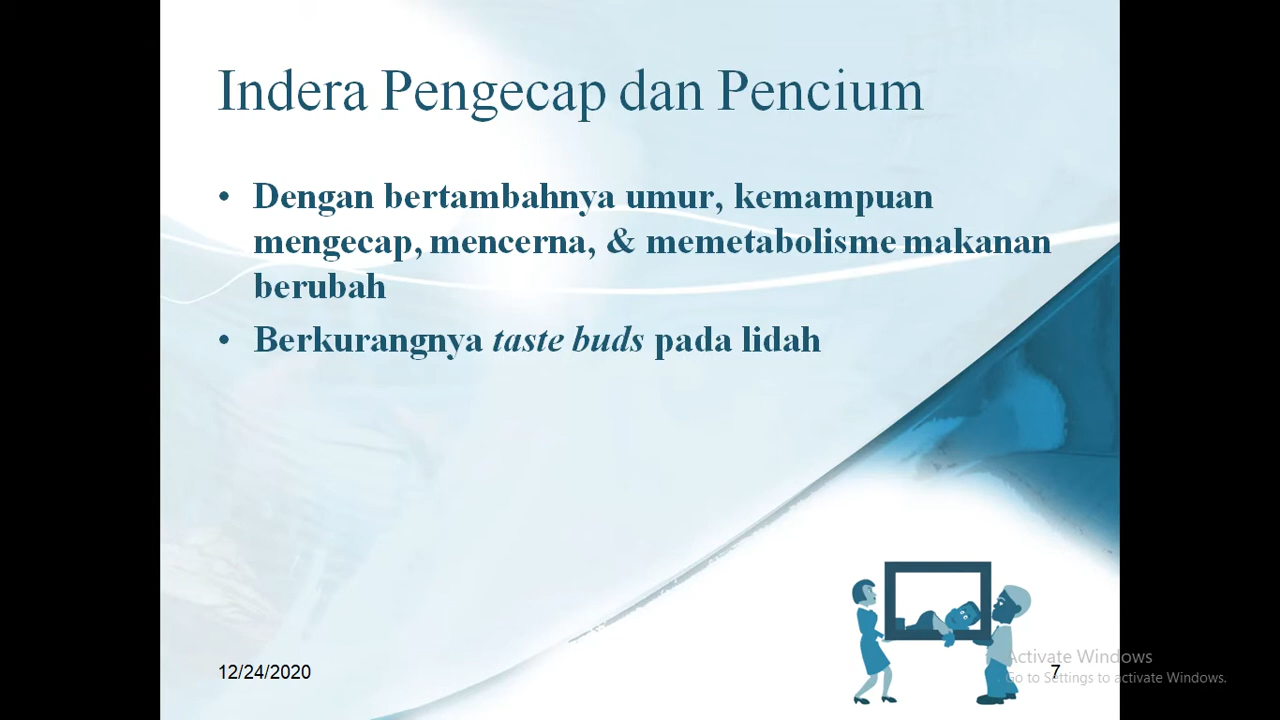 Indera Pengecap dan Pencium
• Dengan bertambahnya umur, kemampuan
mengecap, mencerna, & memetabolisme makanan
berubah
• Berkurangnya taste buds pada lidah
12/24/2020
7
Activate Windows
Go to Settings to activate Windows.